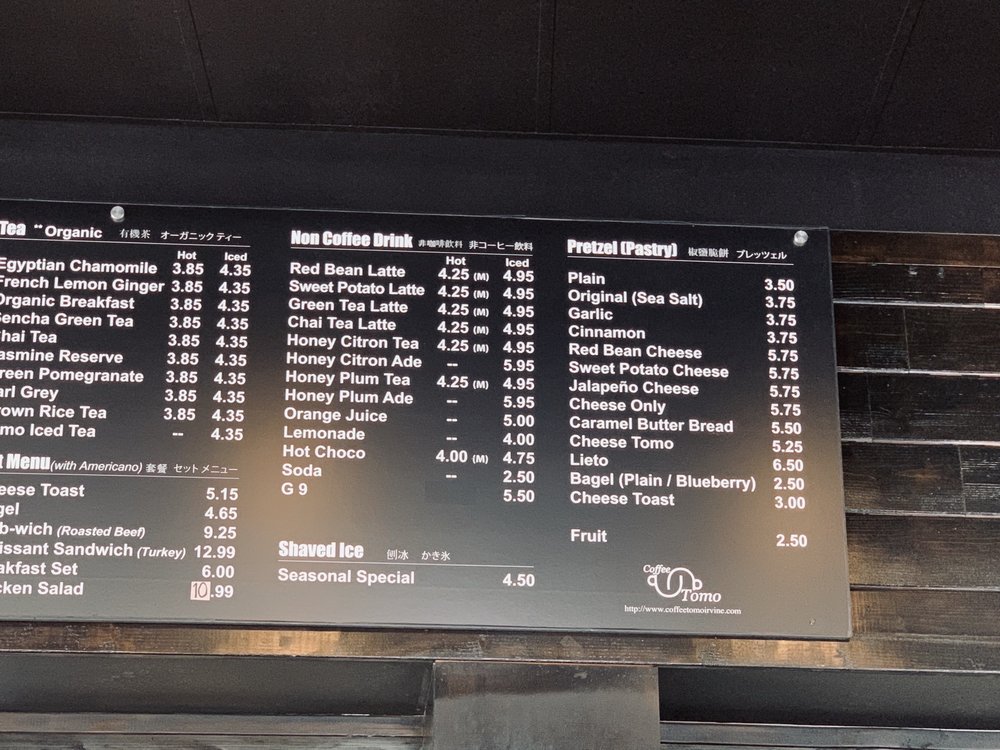 Tea **Organic 有機茶 オーガニック ティー
Hot Iced
Egyptian Chamomile 3.85 4.35
French Lemon Ginger 3.85 4.35
Organic Breakfast 3.85 4.35
Sencha Green Tea 3.85 4.35
hai Tea 3.85 4.35
asmine Reserve 3.85 4.35
reen Pomegranate 3.85 4.35
arl Grey 3.85 4.35
rown Rice Tea 3.85 4.35
omo Iced Tea -- 4.35
t Menu (with Americano) 套餐 セット メニュー
eese Toast 5.15
gel 4.65
b-wich (Roasted Beef) 9.25
issant Sandwich (Turkey) 12.99
akfast Set 6.00
cken Salad 10.99
Non Coffee Drink 非咖啡飲料 非コーヒー飲料
Hot Iced
Red Bean Latte 4.25 (M) 4.95
Sweet Potato Latte 4.25 (M) 4.95
Green Tea Latte 4.25 (M) 4.95
Chai Tea Latte 4.25 (M) 4.95
Honey Citron Tea 4.25 (M) 4.95
Honey Citron Ade -- 5.95
Honey Plum Tea 4.25 (M) 4.95
Honey Plum Ade -- 5.95
Orange Juice -- 5.00
Lemonade -- 4.00
Hot Choco 4.00 (M) 4.75
Soda -- 2.50
G 9 5.50
Shaved Ice 刨冰 かき氷
Seasonal Special 4.50
Pretzel (Pastry) 椒鹽脆餅 プレッツェル
Plain 3.50
Original (Sea Salt) 3.75
Garlic 3.75
Cinnamon 3.75
Red Bean Cheese 5.75
Sweet Potato Cheese 5.75
Jalapeño Cheese 5.75
Cheese Only 5.75
Caramel Butter Bread 5.50
Cheese Tomo 5.25
Lieto 6.50
Bagel (Plain / Blueberry) 2.50
Cheese Toast 3.00
Fruit 2.50
Coffee
Tomo
http://www.coffeetomoirvine.com